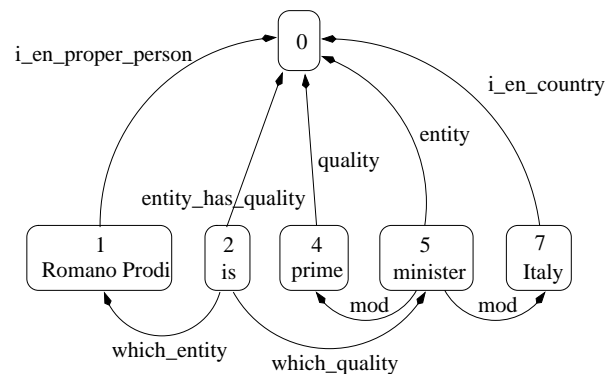 0
i_en_proper_person
i_en_country
entity
quality
entity_has_quality
1
Romano Prodi
2
is
4
prime
5
minister
7
Italy
mod
mod
which_entity
which_quality